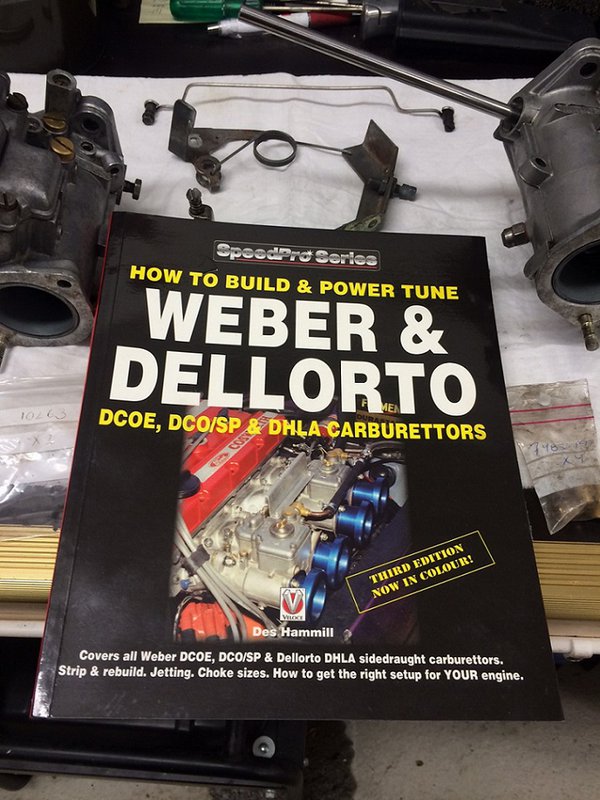 SpeedPro Series
HOW TO BUILD & POWER TUNE
WEBER &
DELLORTO
DCOE, DCO/SP & DHLA CARBURETTORS
THIRD EDITION
NOW IN COLOUR!
VELOCE
Des Hammill
Covers all Weber DCOE, DCO/SP & Dellorto DHLA sidedraught carburettors.
Strip & rebuild. Jetting. Choke sizes. How to get the right setup for YOUR engine.